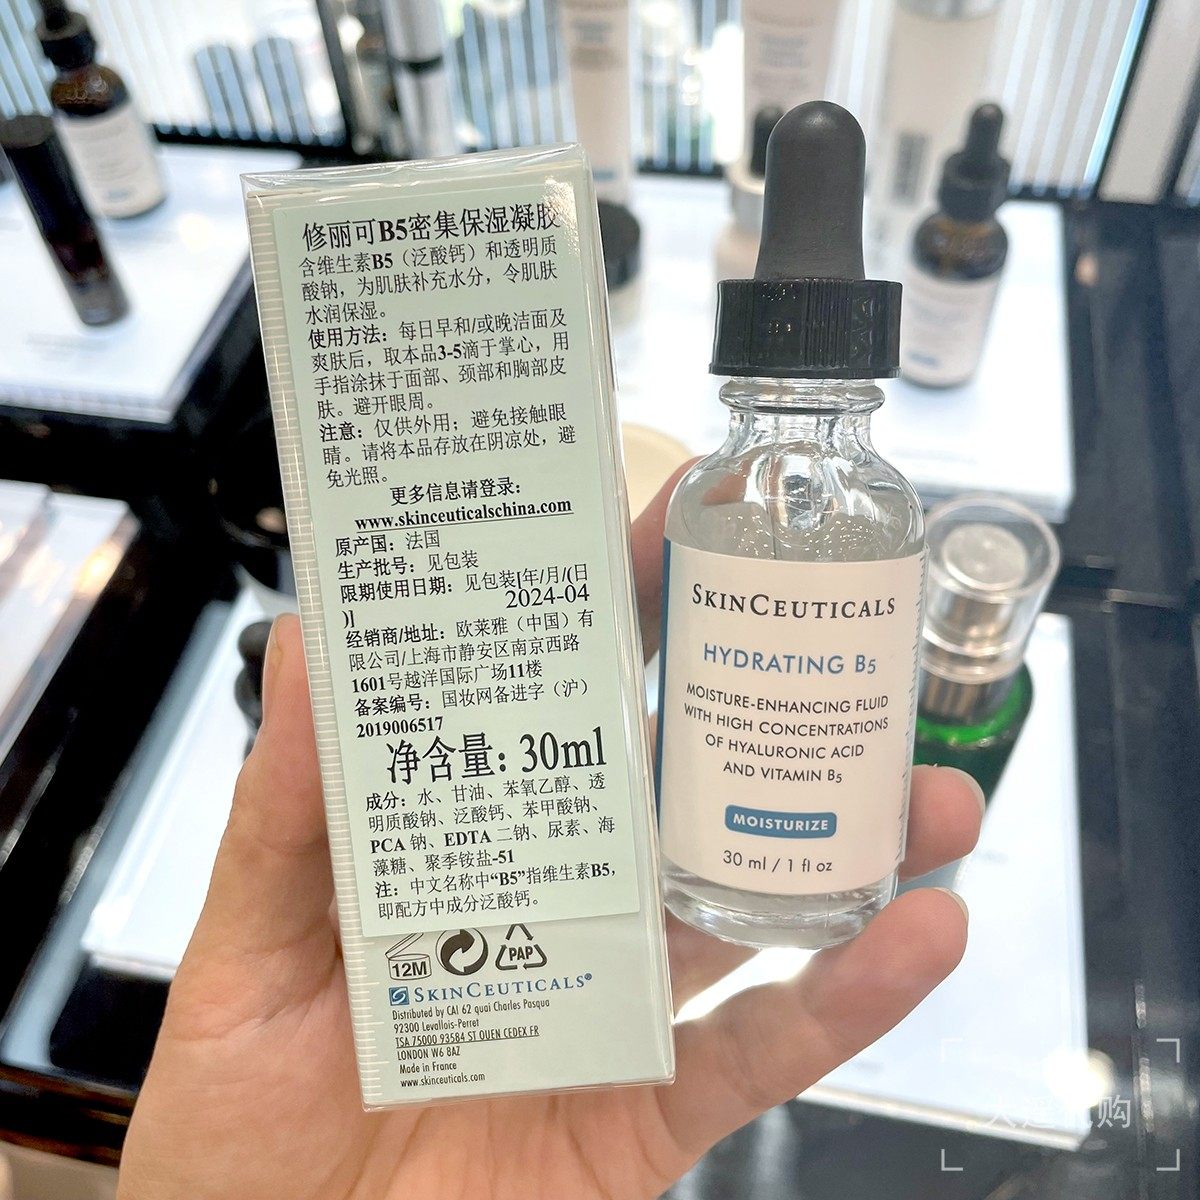 修丽可B5密集保湿凝胶
含维生素B5（泛酸钙）和透明质
酸钠，为肌肤补充水分，令肌肤
水润保湿。
使用方法：每日早和/或晚洁面及
爽肤后，取本品3-5滴于掌心，用
手指涂抹于面部、颈部和胸部皮
肤。避开眼周。
注意：仅供外用；避免接触眼
睛。请将本品存放在阴凉处，避
免光照。
更多信息请登录：
www.skinceuticalschina.com
原产国：法国
生产批号：见包装
限期使用日期：见包装[年/月/(日
)]
2024-04
经销商/地址：欧莱雅（中国）有
限公司/上海市静安区南京西路
1601号越洋国际广场11楼
备案编号：国妆网备进字（沪）
2019006517
净含量：30ml
成分：水、甘油、苯氧乙醇、透
明质酸钠、泛酸钙、苯甲酸钠、
PCA 钠、EDTA 二钠、尿素、海
藻糖、聚季铵盐-51
注：中文名称中“B5”指维生素B5，
即配方中成分泛酸钙。
12M
PAP
SKINCEUTICALS®
Distributed by CAI 62 quai Charles Pasqua
92300 Levallois-Perret
TSA 75000 93584 ST OUEN CEDEX FR
LONDON W6 8AZ
Made in France
www.skinceuticals.com
SKINCEUTICALS
HYDRATING B5
MOISTURE-ENHANCING FLUID
WITH HIGH CONCENTRATIONS
OF HYALURONIC ACID
AND VITAMIN B5
MOISTURIZE
30 ml / 1 fl oz